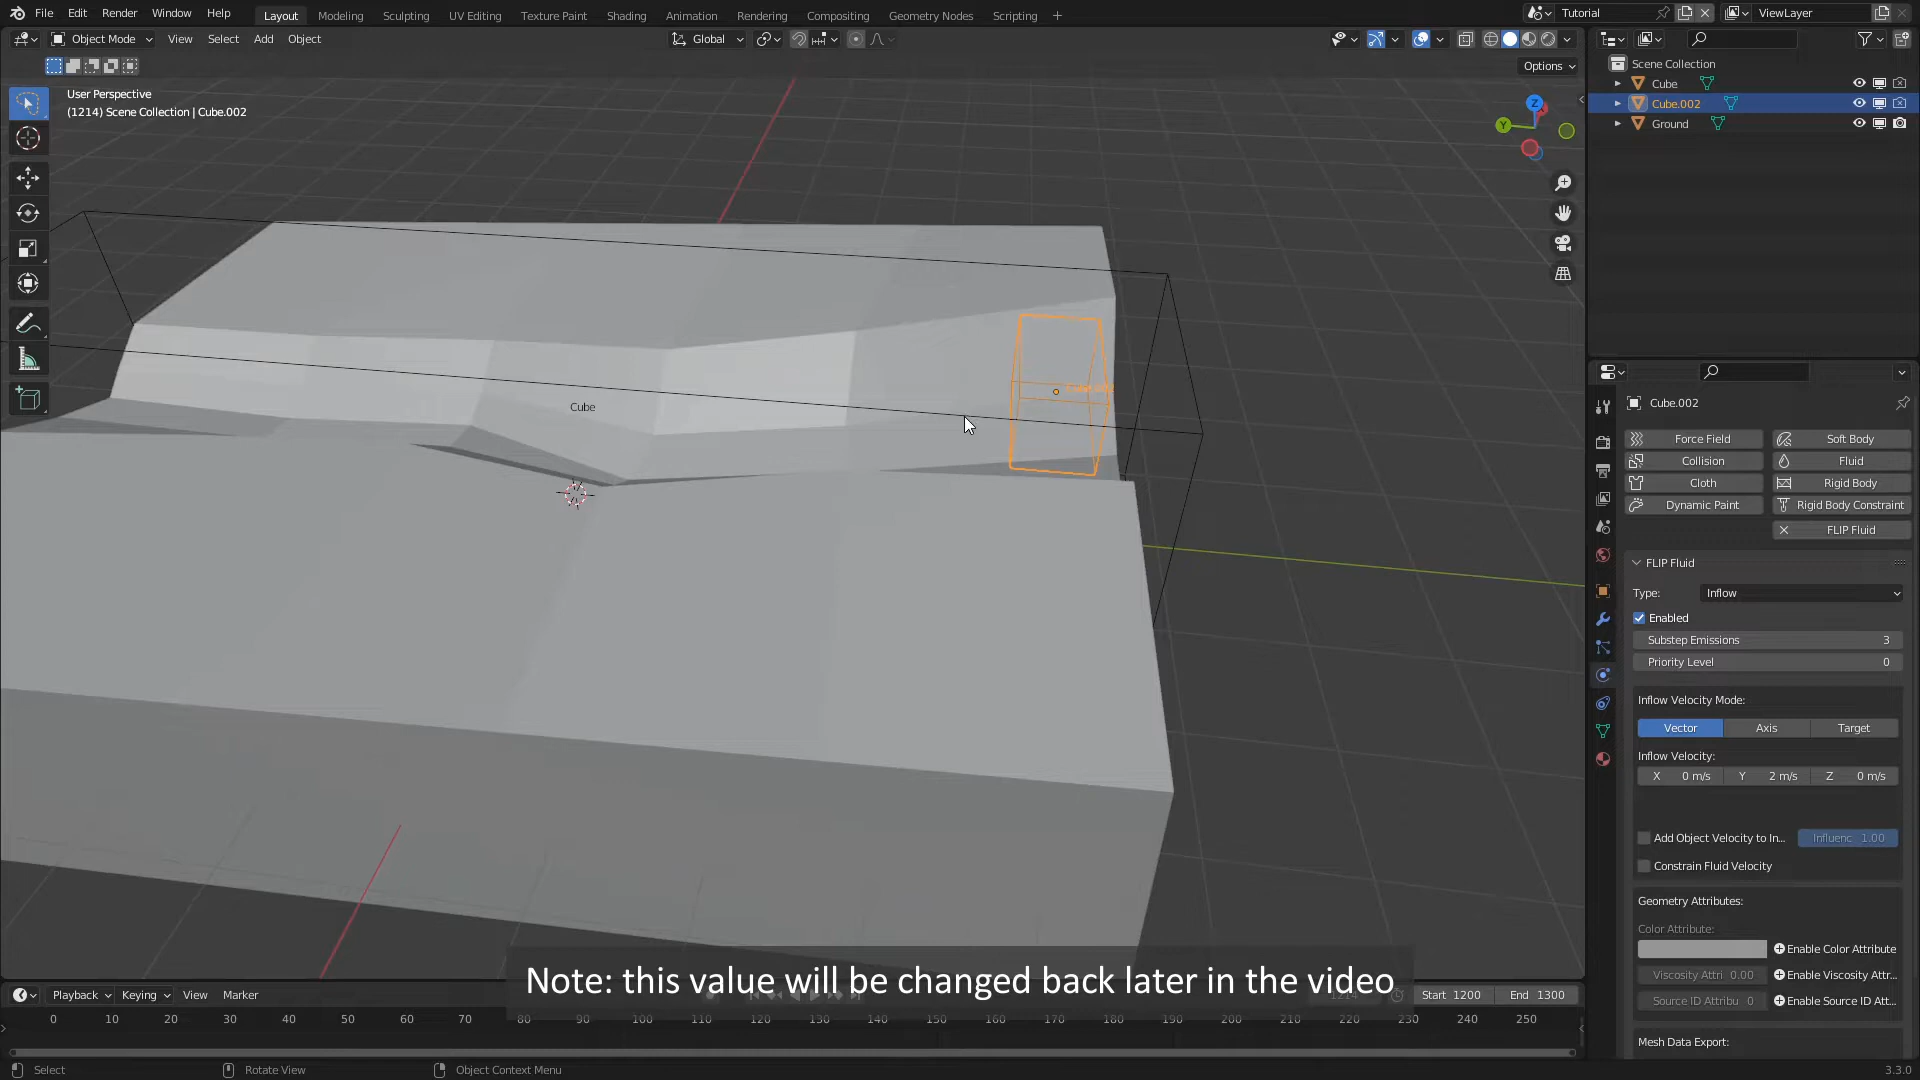 File Edit Render Window Help Layout Modeling Sculpting UV Editing Texture Paint Shading Animation Rendering Compositing Geometry Nodes Scripting + Tutorial ViewLayer
Object Mode View Select Add Object Global
Options
User Perspective
(1214) Scene Collection | Cube.002
Z
Y
Cube
Scene Collection
Cube
Cube.002
Ground
Cube.002
Force Field Soft Body
Collision Fluid
Cloth Rigid Body
Dynamic Paint Rigid Body Constraint
FLIP Fluid
FLIP Fluid
Type: Inflow
Enabled
Substep Emissions 3
Priority Level 0
Inflow Velocity Mode:
Vector Axis Target
Inflow Velocity:
X 0 m/s Y 2 m/s Z 0 m/s
Add Object Velocity to In... Influenc 1.00
Constrain Fluid Velocity
Geometry Attributes:
Color Attribute:
Enable Color Attribute
Viscosity Attri 0.00 Enable Viscosity Attr...
Source ID Attribu 0 Enable Source ID Att...
Mesh Data Export:
Note: this value will be changed back later in the video
Playback Keying View Marker 1214 Start 1200 End 1300
0 10 20 30 40 50 60 70 80 90 100 110 120 130 140 150 160 170 180 190 200 210 220 230 240 250
Select Rotate View Object Context Menu 3.3.0